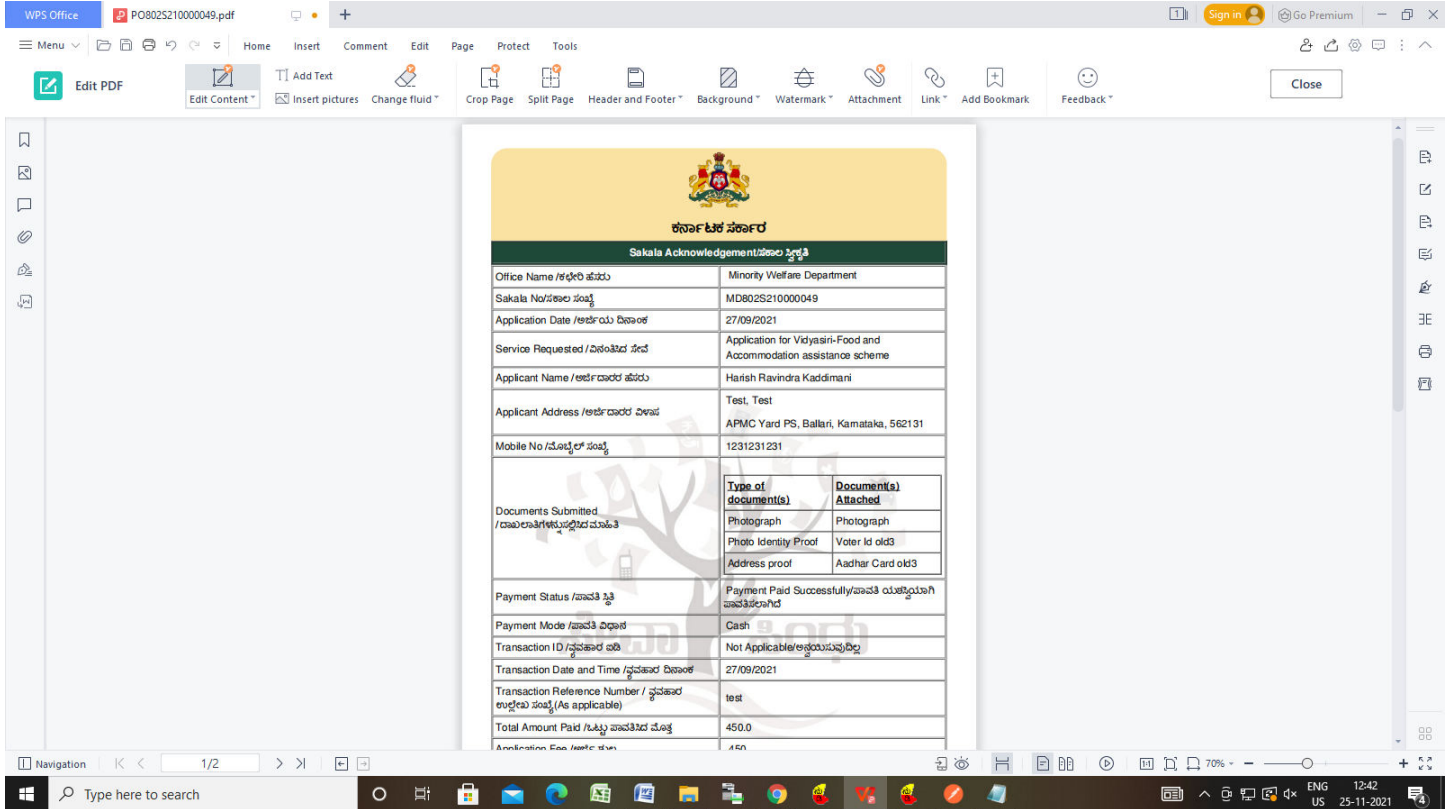 WPS Office
PO802S210000049.pdf
1
Sign in
Go Premium
Menu
Home Insert Comment Edit Page Protect Tools
Edit PDF
Edit Content
Add Text
Insert pictures
Change fluid
Crop Page
Split Page
Header and Footer
Background
Watermark
Attachment
Link
Add Bookmark
Feedback
Close
ಕರ್ನಾಟಕ ಸರ್ಕಾರ
Sakala Acknowledgement/ಸಕಾಲ ಸ್ವೀಕೃತಿ
Office Name /ಕಛೇರಿ ಹೆಸರು Minority Welfare Department
Sakala No/ಸಕಾಲ ಸಂಖ್ಯೆ MD802S210000049
Application Date /ಅರ್ಜಿಯ ದಿನಾಂಕ 27/09/2021
Service Requested /ವಿನಂತಿಸಿದ ಸೇವೆ Application for Vidyasiri-Food and
Accommodation assistance scheme
Applicant Name /ಅರ್ಜಿದಾರರ ಹೆಸರು Harish Ravindra Kaddimani
Applicant Address /ಅರ್ಜಿದಾರರ ವಿಳಾಸ Test, Test
APMC Yard PS, Ballari, Karnataka, 562131
Mobile No /ಮೊಬೈಲ್ ಸಂಖ್ಯೆ 1231231231
Documents Submitted
/ದಾಖಲಾತಿಗಳನ್ನು ಸಲ್ಲಿಸಿದ ಮಾಹಿತಿ
Type of document(s) Document(s) Attached
Photograph Photograph
Photo Identity Proof Voter Id old3
Address proof Aadhar Card old3
Payment Status /ಪಾವತಿ ಸ್ಥಿತಿ Payment Paid Successfully/ಪಾವತಿ ಯಶಸ್ವಿಯಾಗಿ
ಪಾವತಿಸಲಾಗಿದೆ
Payment Mode /ಪಾವತಿ ವಿಧಾನ Cash
Transaction ID /ವ್ಯವಹಾರ ಐಡಿ Not Applicable/ಅನ್ವಯಿಸುವುದಿಲ್ಲ
Transaction Date and Time /ವ್ಯವಹಾರ ದಿನಾಂಕ 27/09/2021
Transaction Reference Number / ವ್ಯವಹಾರ
ಉಲ್ಲೇಖ ಸಂಖ್ಯೆ(As applicable) test
Total Amount Paid /ಒಟ್ಟು ಪಾವತಿಸಿದ ಮೊತ್ತ 450.0
Application Fee /ಅರ್ಜಿ ಶುಲ್ಕ 450
ಸೇವಾ ಸಿಂಧು
Navigation
1/2
70%
Type here to search
ENG
US
12:42
25-11-2021
4